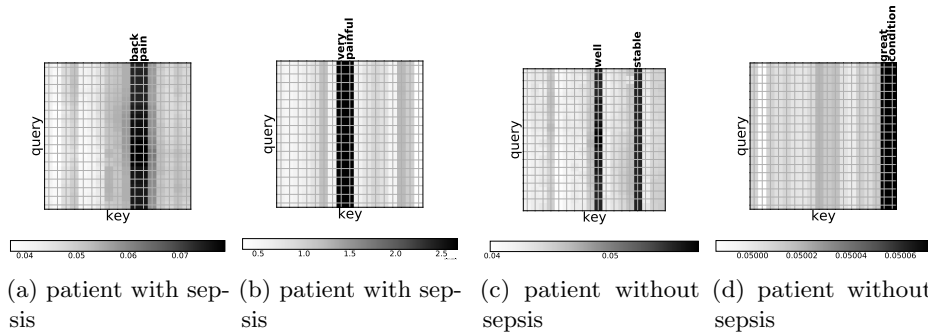 back
pain
very
painful
well
stable
great
condition
query
query
query
query
key
key
key
key
0.04 0.05 0.06 0.07
0.5 1.0 1.5 2.0 2.5
0.04 0.05
0.05000 0.05002 0.05004 0.05006
(a) patient with sep-
sis
(b) patient with sep-
sis
(c) patient without
sepsis
(d) patient without
sepsis